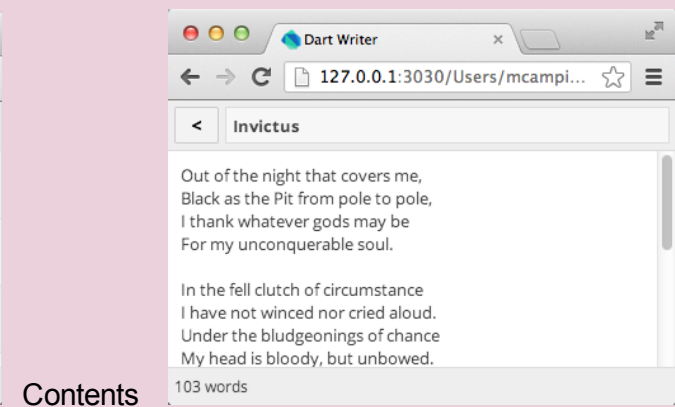 Dart Writer
127.0.0.1:3030/Users/mcampi...
< Invictus
Out of the night that covers me,
Black as the Pit from pole to pole,
I thank whatever gods may be
For my unconquerable soul.
In the fell clutch of circumstance
I have not winced nor cried aloud.
Under the bludgeonings of chance
My head is bloody, but unbowed.
103 words
Contents